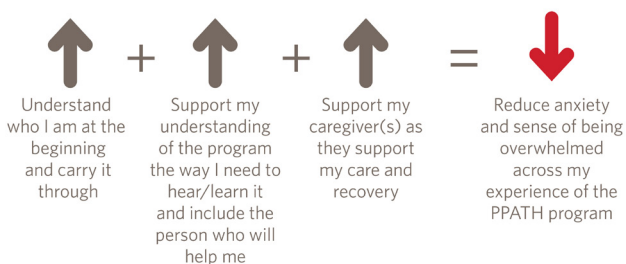 + + =
Understand
who I am at the
beginning
and carry it
through
Support my
understanding
of the program
the way I need to
hear/learn it
and include the
person who will
help me
Support my
caregiver(s) as
they support
my care and
recovery
Reduce anxiety
and sense of being
overwhelmed
across my
experience of the
PPATH program